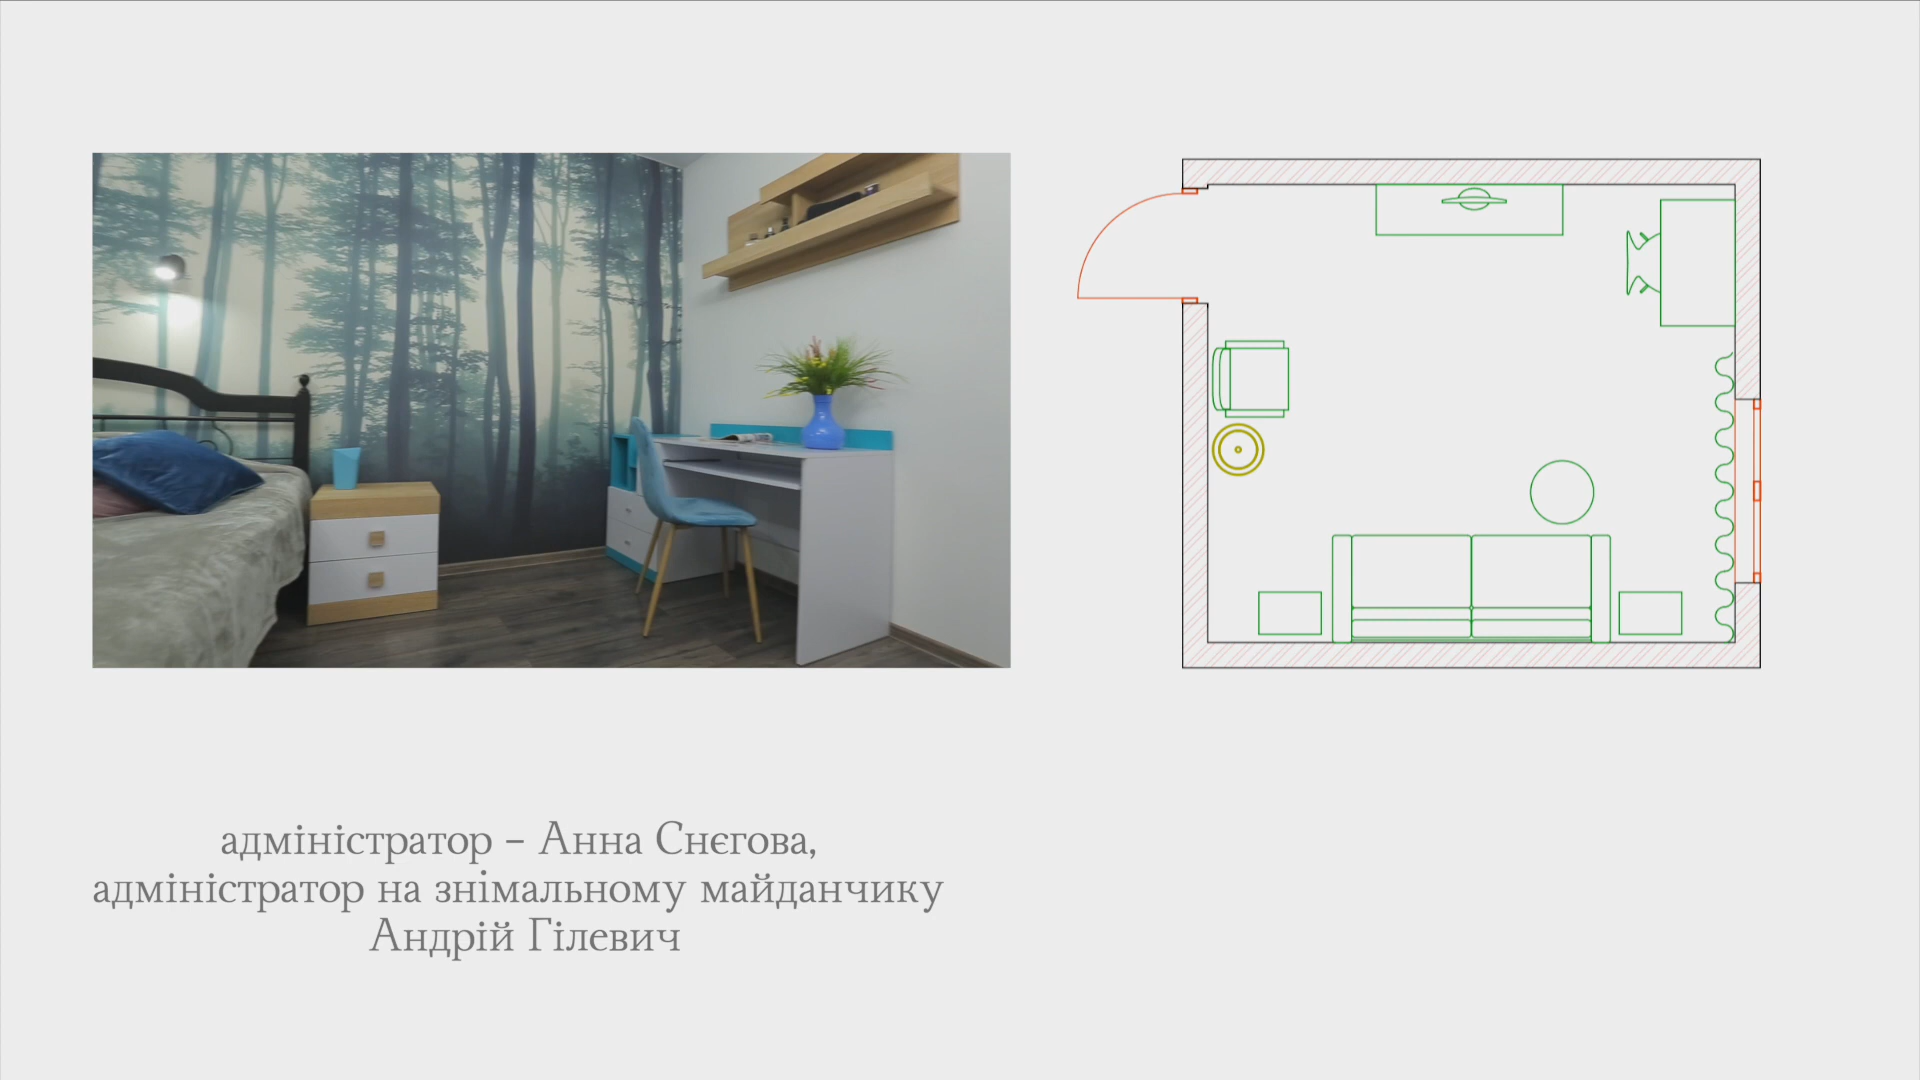 адміністратор – Анна Снєгова,
адміністратор на знімальному майданчику
Андрій Гілевич